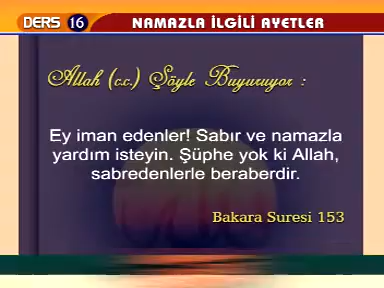 DERS 16 NAMAZLA İLGİLİ AYETLER
Allah (c.c.) Şöyle Buyuruyor :
Ey iman edenler! Sabır ve namazla
yardım isteyin. Şüphe yok ki Allah,
sabredenlerle beraberdir.
Bakara Suresi 153